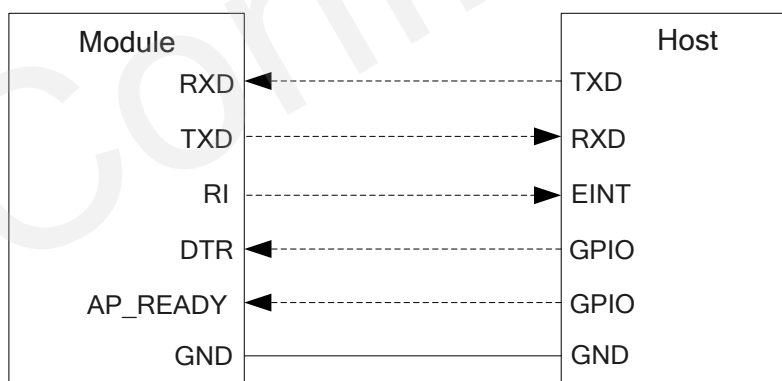 Module Host
RXD TXD
TXD RXD
RI EINT
DTR GPIO
AP_READY GPIO
GND GND